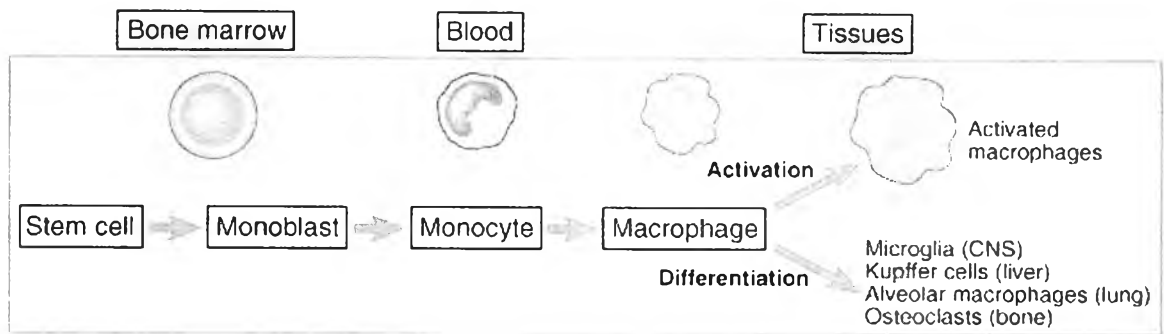 Bone marrow
Blood
Tissues
Activated
macrophages
Activation
Stem cell
Monoblast
Monocyte
Macrophage
Differentiation
Microglia (CNS)
Kupffer cells (liver)
Alveolar macrophages (lung)
Osteoclasts (bone)